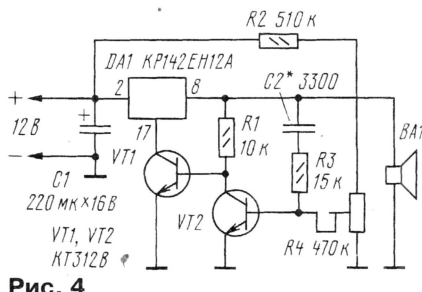 R2 510 к
DA1 КР142ЕН12А
2
8
C2* 3300
+
12В
−
+
17
VT1
R1
10 к
BA1
R3
15 к
C1
220 мк × 16 В
VT2
VT1, VT2
КТ312В
R4 470 к
Рис. 4